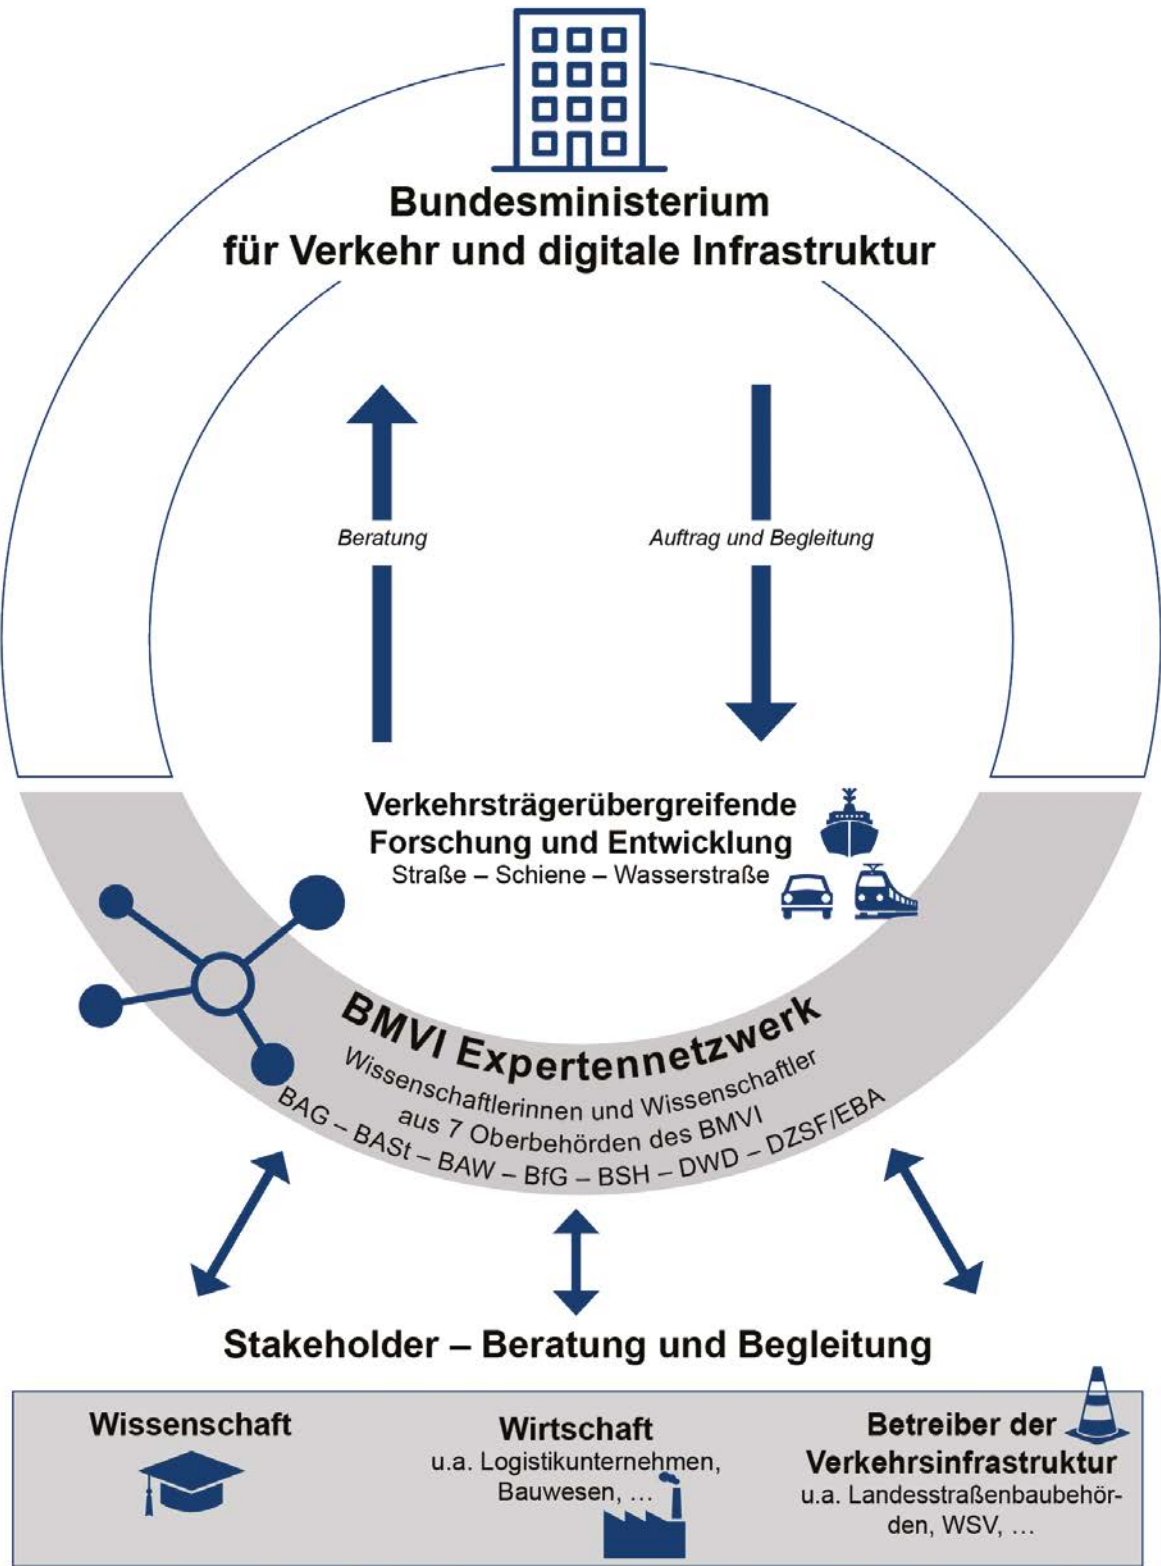 Bundesministerium
für Verkehr und digitale Infrastruktur
Beratung
Auftrag und Begleitung
Verkehrsträgerübergreifende
Forschung und Entwicklung
Straße – Schiene – Wasserstraße
BMVI Expertennetzwerk
Wissenschaftlerinnen und Wissenschaftler
aus 7 Oberbehörden des BMVI
BAG – BASt – BAW – BfG – BSH – DWD – DZSF/EBA
Stakeholder – Beratung und Begleitung
Wissenschaft
Wirtschaft
u.a. Logistikunternehmen,
Bauwesen, …
Betreiber der
Verkehrsinfrastruktur
u.a. Landesstraßenbaubehör-
den, WSV, …